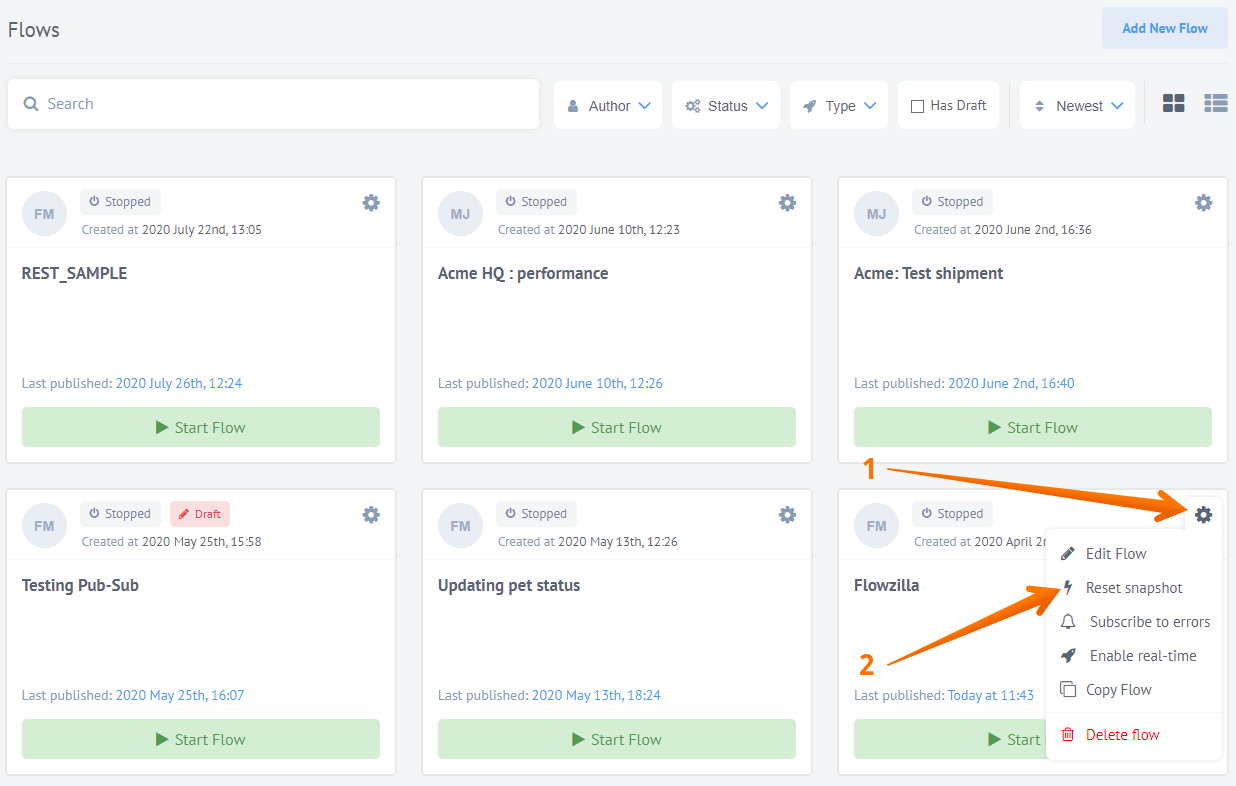 Flows
Add New Flow
Search
Author
Status
Type
Has Draft
Newest
FM
Stopped
Created at 2020 July 22nd, 13:05
REST_SAMPLE
Last published: 2020 July 26th, 12:24
Start Flow
MJ
Stopped
Created at 2020 June 10th, 12:23
Acme HQ : performance
Last published: 2020 June 10th, 12:26
Start Flow
MJ
Stopped
Created at 2020 June 2nd, 16:36
Acme: Test shipment
Last published: 2020 June 2nd, 16:40
Start Flow
FM
Stopped
Draft
Created at 2020 May 25th, 15:58
Testing Pub-Sub
Last published: 2020 May 25th, 16:07
Start Flow
FM
Stopped
Created at 2020 May 13th, 12:26
Updating pet status
Last published: 2020 May 13th, 18:24
Start Flow
1
FM
Stopped
Created at 2020 April 2
Flowzilla
2
Last published: Today at 11:43
Start
Edit Flow
Reset snapshot
Subscribe to errors
Enable real-time
Copy Flow
Delete flow